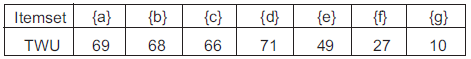 Itemset {a} {b} {c} {d} {e} {f} {g}
TWU 69 68 66 71 49 27 10